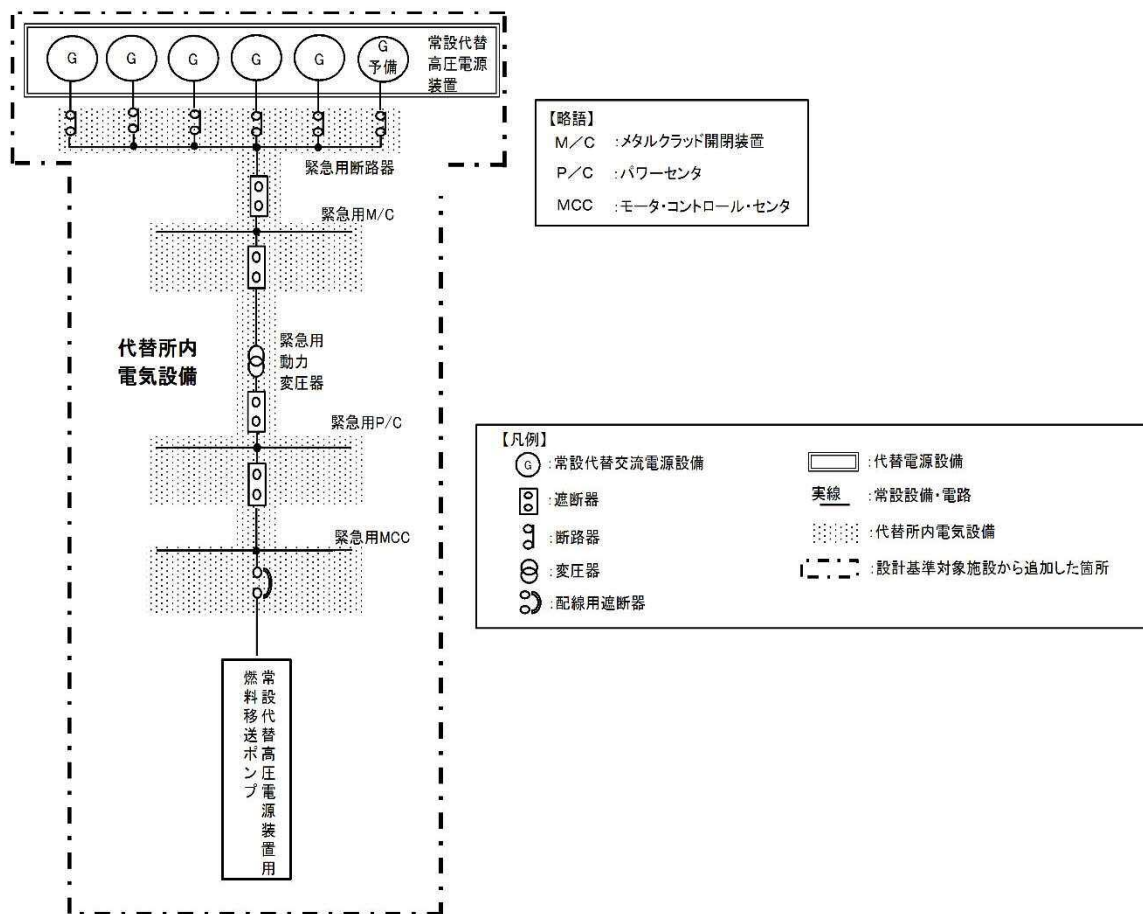 G
G
G
G
G
G
予備
常設代替
高圧電源
装置
緊急用断路器
緊急用M/C
緊急用
動力
変圧器
代替所内
電気設備
緊急用P/C
緊急用MCC
常設代替高圧電源装置用
燃料移送ポンプ
【略語】
M/C :メタルクラッド開閉装置
P/C :パワーセンタ
MCC :モータ・コントロール・センタ
【凡例】
G :常設代替交流電源設備
:遮断器
:断路器
:変圧器
:配線用遮断器
:代替電源設備
実線 :常設設備・電路
:代替所内電気設備
:設計基準対象施設から追加した箇所